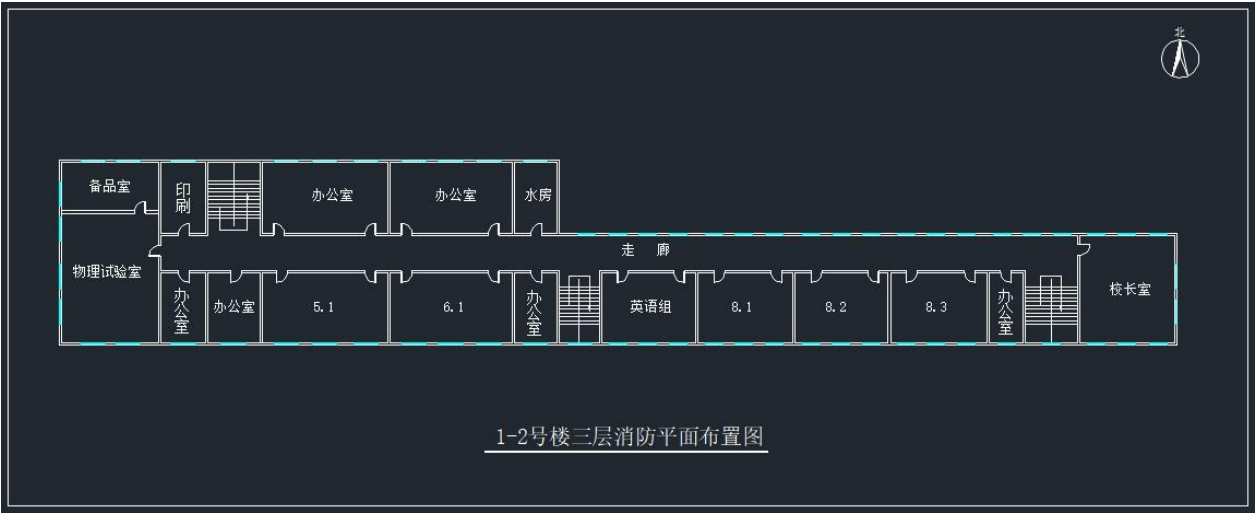 北
备品室
印刷
办公室
办公室
水房
走 廊
物理试验室
办公室
办公室
5.1
6.1
办公室
英语组
8.1
8.2
8.3
办公室
校长室
1-2号楼三层消防平面布置图